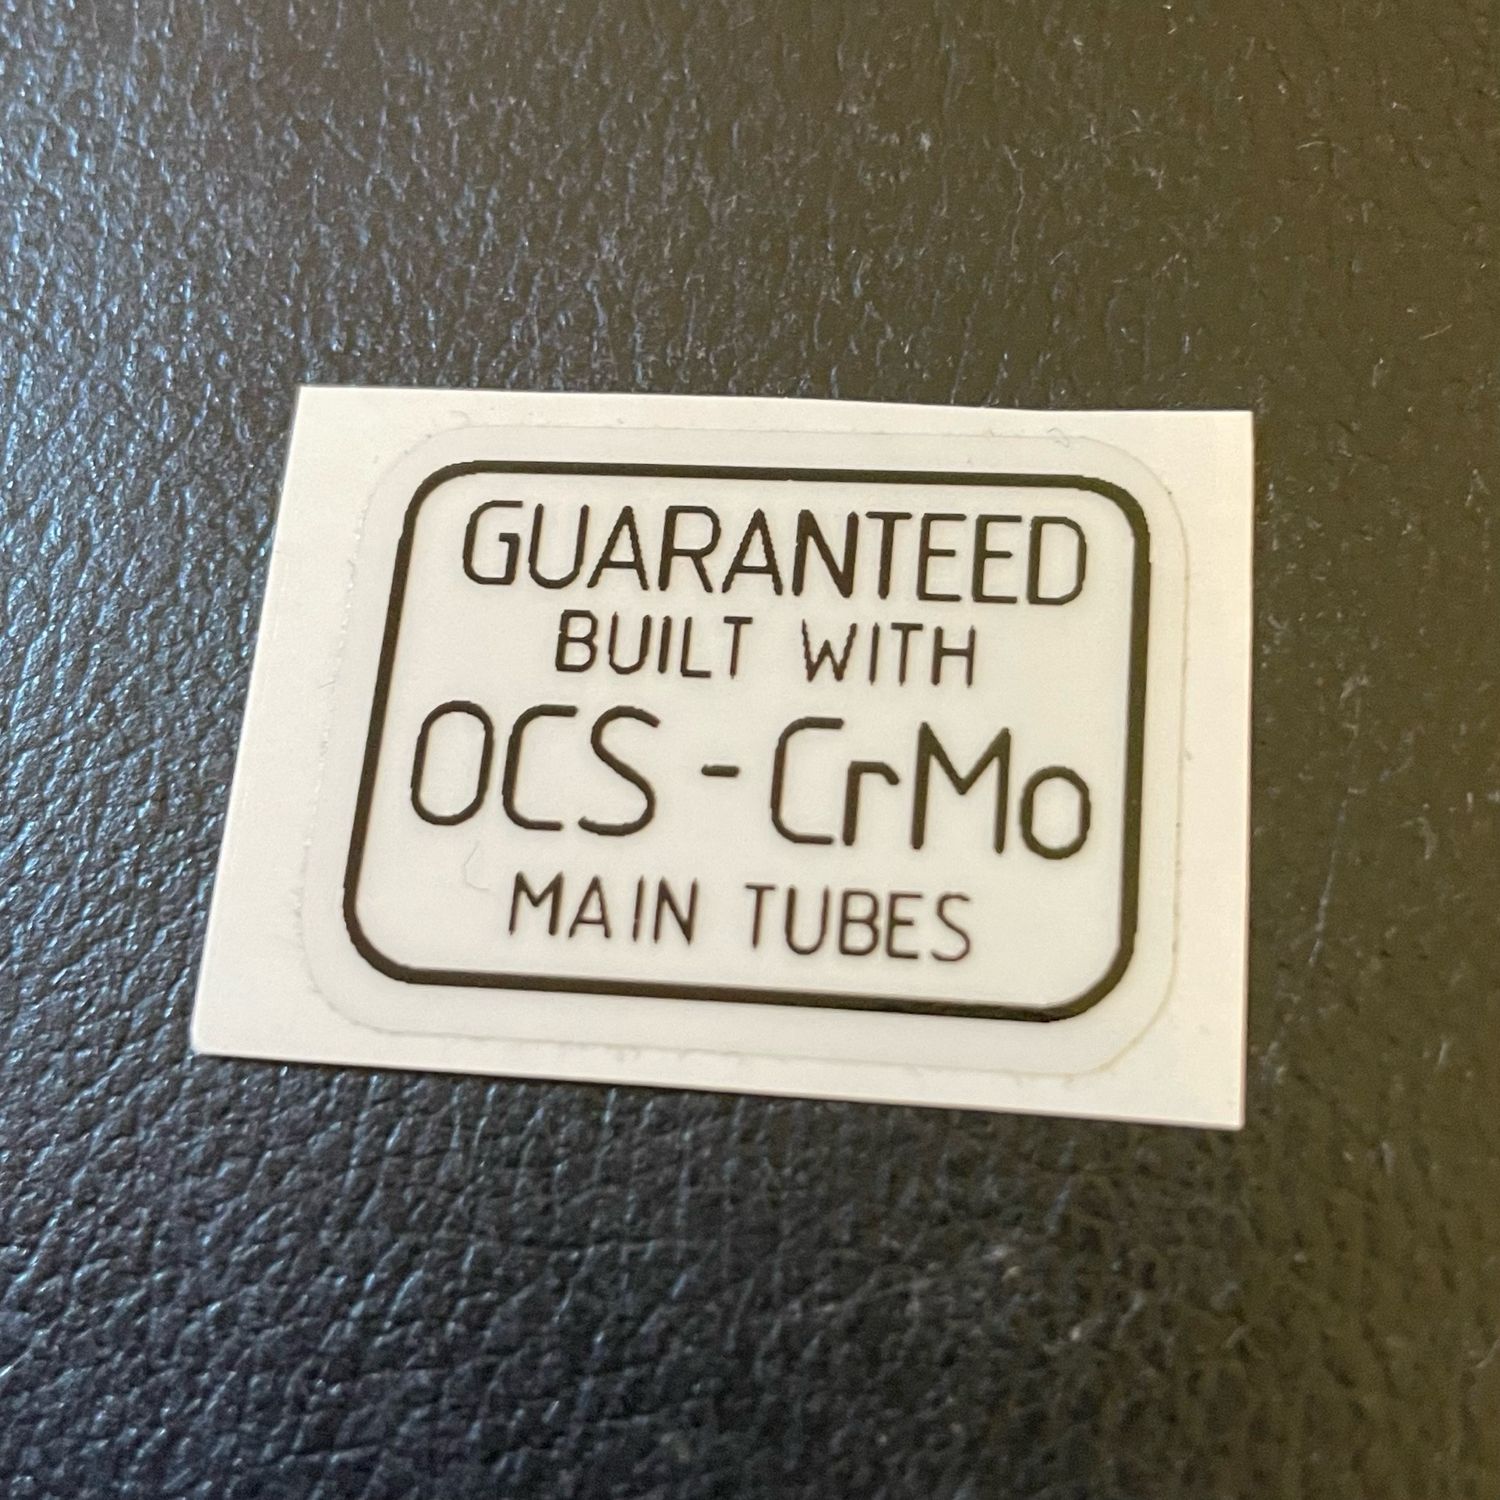 GUARANTEED
BUILT WITH
OCS - CrMo
MAIN TUBES